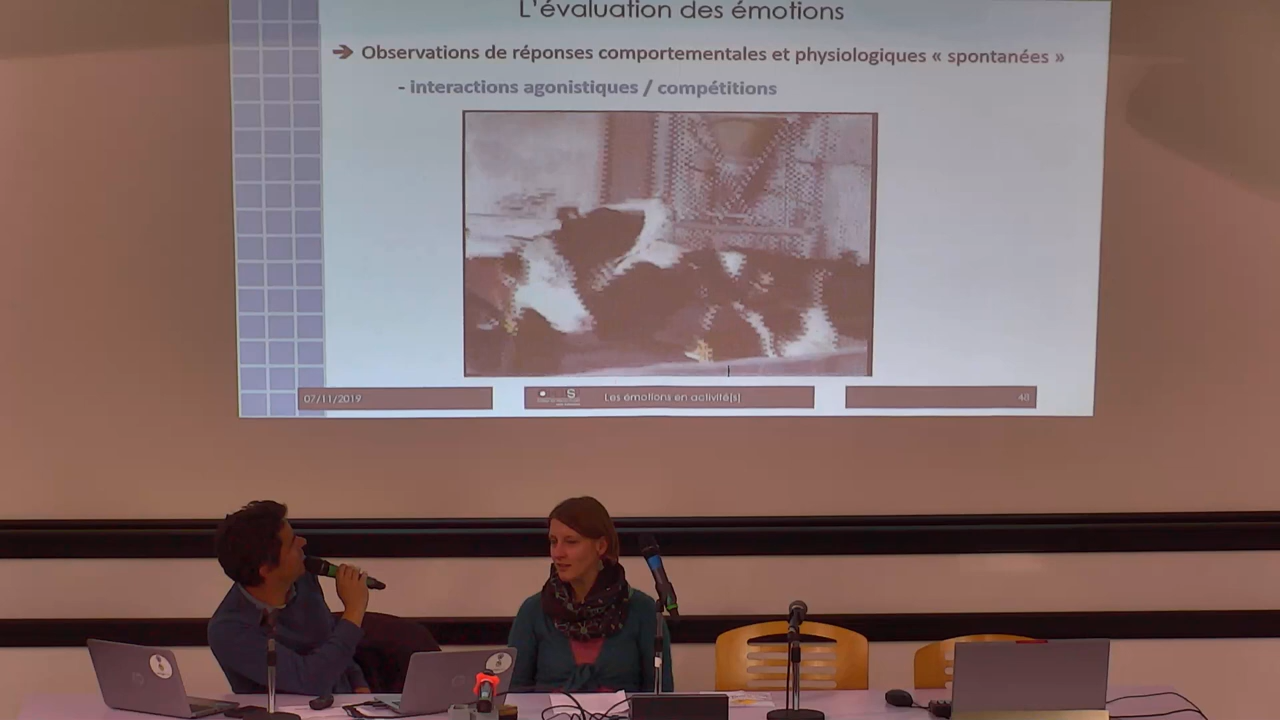 L'évaluation des émotions
➔ Observations de réponses comportementales et physiologiques « spontanées »
- interactions agonistiques / compétitions
07/11/2019
Les émotions en activité(s)
48